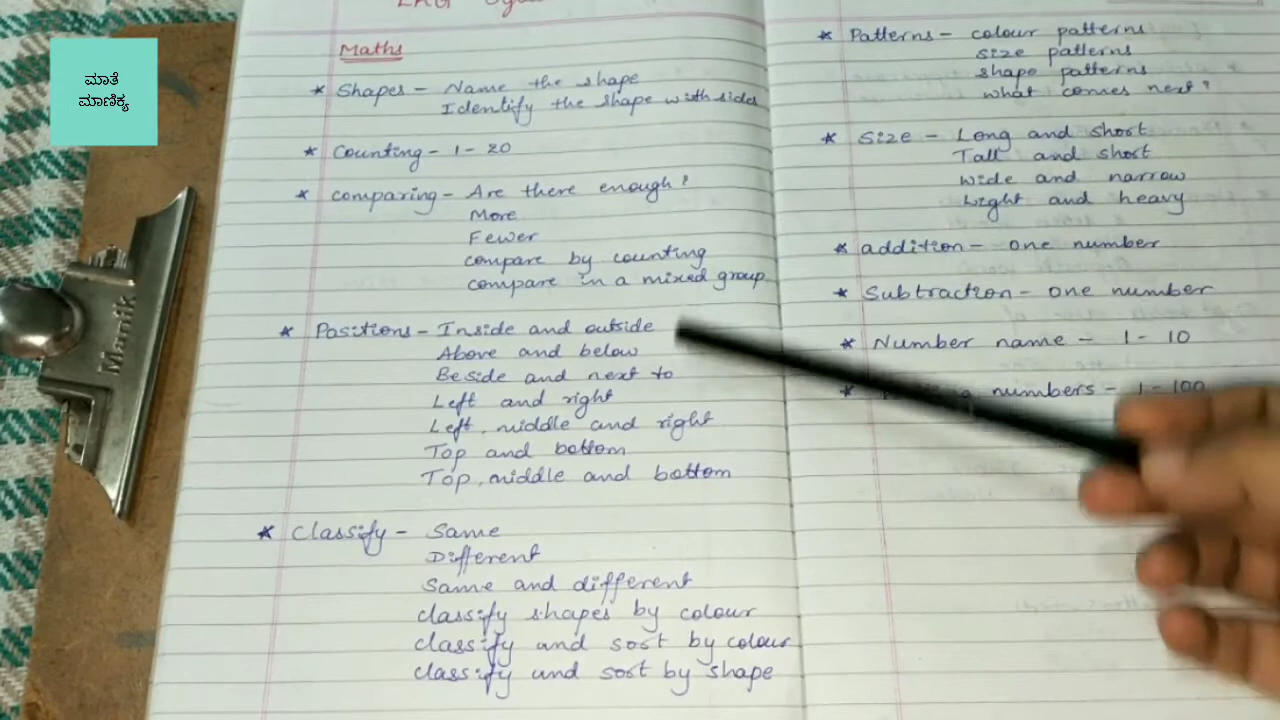 ಮಾತೆ
ಮಾಣಿಕ್ಯ
Manik
LKG
Maths
* Shapes - Name the shape
Identify the shape with sides
* Counting - 1 - 20
* comparing - Are there enough?
More
Fewer
compare by counting
compare in a mixed group
* Positions - Inside and outside
Above and below
Beside and next to
Left and right
Left, middle and right
Top and bottom
Top, middle and bottom
* Classify - Same
Different
Same and different
classify shapes by colour
classify and sort by colour
classify and sort by shape
* Patterns - colour patterns
size patterns
shape patterns
what comes next?
* Size - Long and short
Tall and short
Wide and narrow
Light and heavy
* addition - one number
* Subtraction - one number
* Number name - 1 - 10
* numbers - 1 - 100